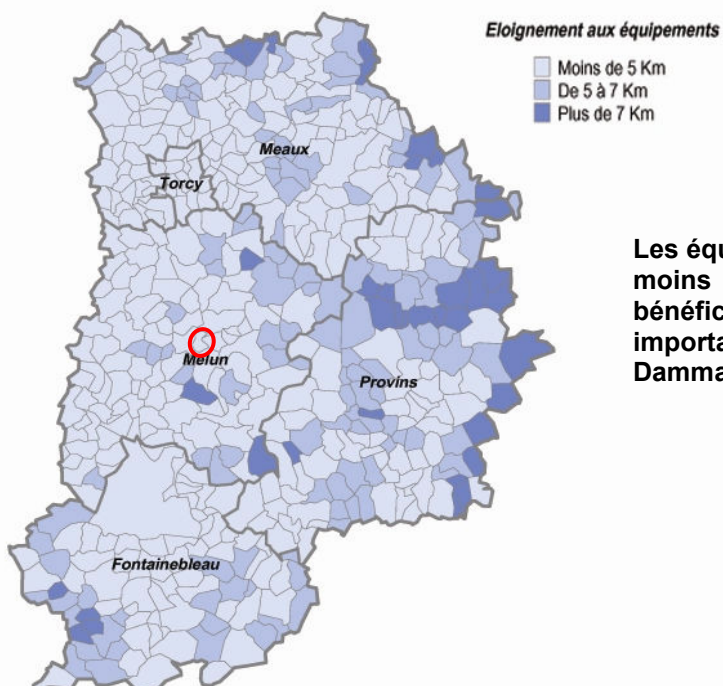 Eloignement aux équipements
Moins de 5 Km
De 5 à 7 Km
Plus de 7 Km
Meaux
Torcy
Les équ
moins
bénéfic
importa
Damma
Melun
Provins
Fontainebleau